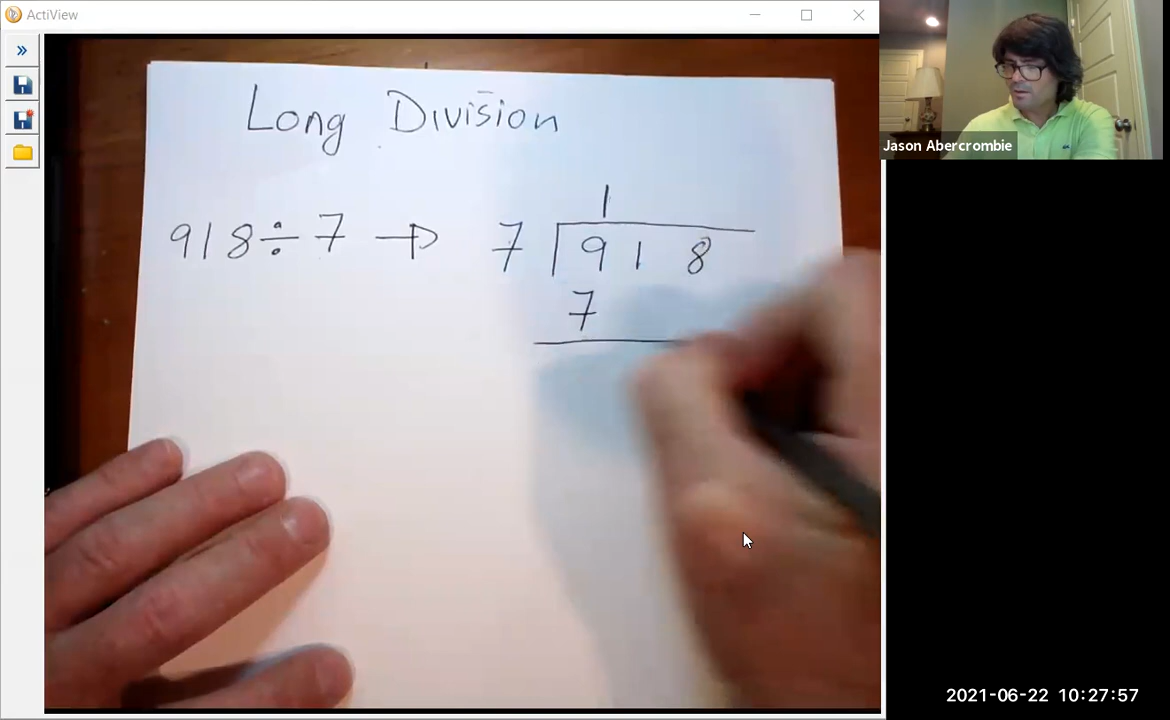 ActiView
Long Division
1
918 ÷ 7 → 7 9 1 8
7
Jason Abercrombie
2021-06-22 10:27:57